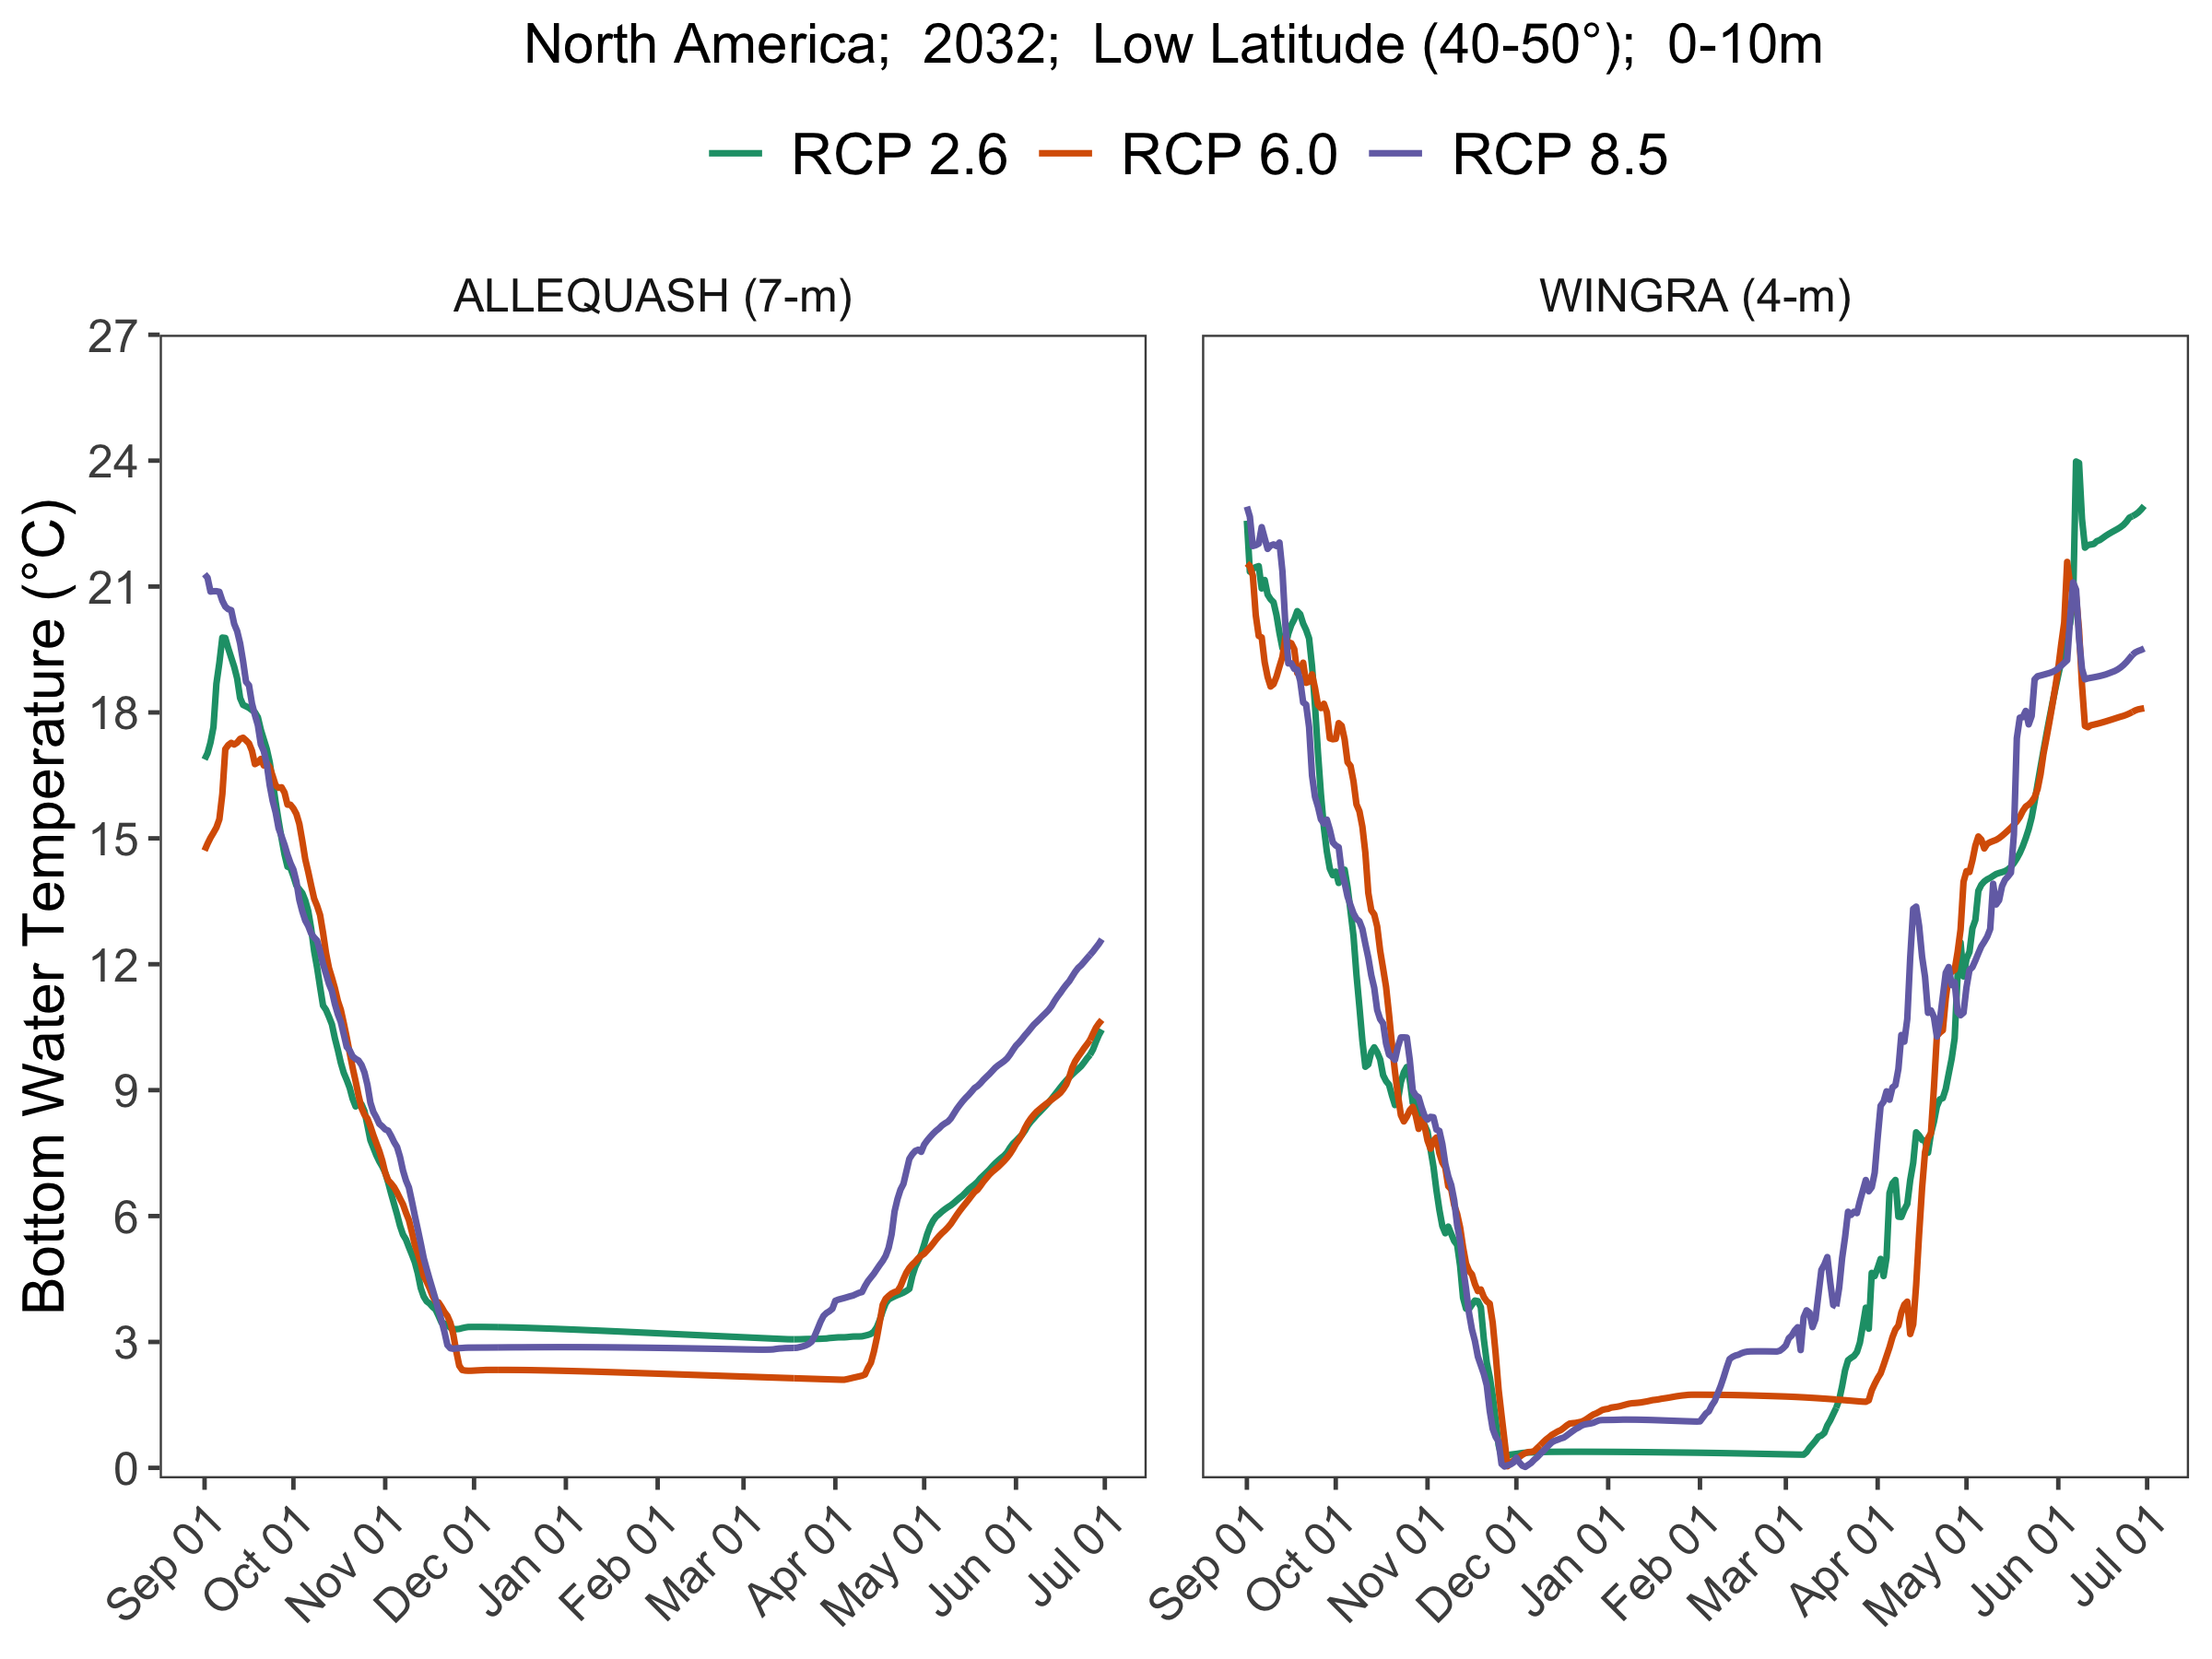 North America;  2032;  Low Latitude (40-50°);  0-10m
RCP 2.6 RCP 6.0 RCP 8.5
ALLEQUASH (7-m)
WINGRA (4-m)
Bottom Water Temperature (°C)
27
24
21
18
15
12
9
6
3
0
Sep 01 Oct 01 Nov 01 Dec 01 Jan 01 Feb 01 Mar 01 Apr 01 May 01 Jun 01 Jul 01
Sep 01 Oct 01 Nov 01 Dec 01 Jan 01 Feb 01 Mar 01 Apr 01 May 01 Jun 01 Jul 01